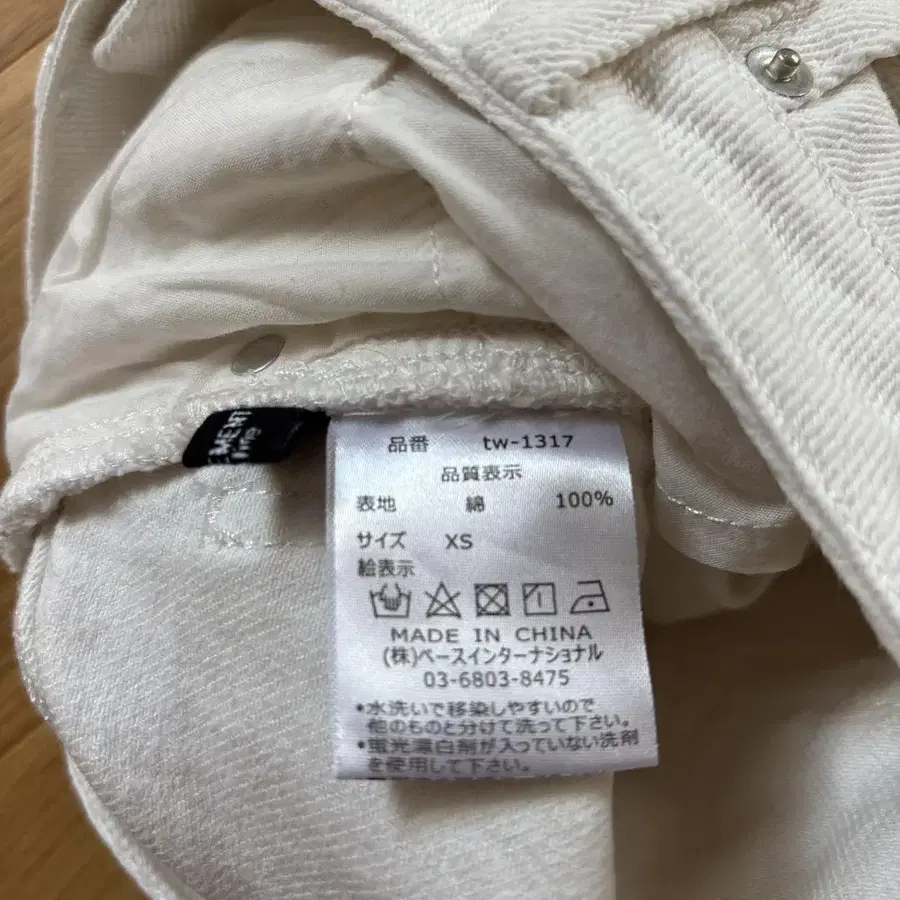 EMENT
品番 tw-1317
品質表示
表地 綿 100%
サイズ XS
絵表示
MADE IN CHINA
(株)ベースインターナショナル
03-6803-8475
*水洗いで移染しやすいので
他のものと分けて洗って下さい。
*蛍光漂白剤が入っていない洗剤
を使用して下さい。